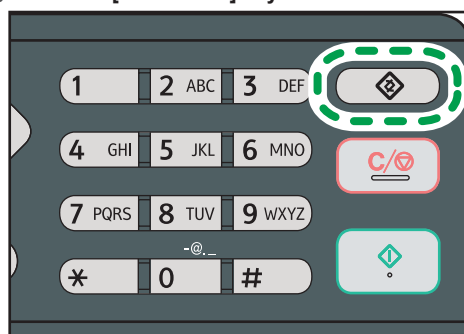 1 2 ABC 3 DEF
4 GHI 5 JKL 6 MNO C/
7 PQRS 8 TUV 9 WXYZ
-@._
* 0 #